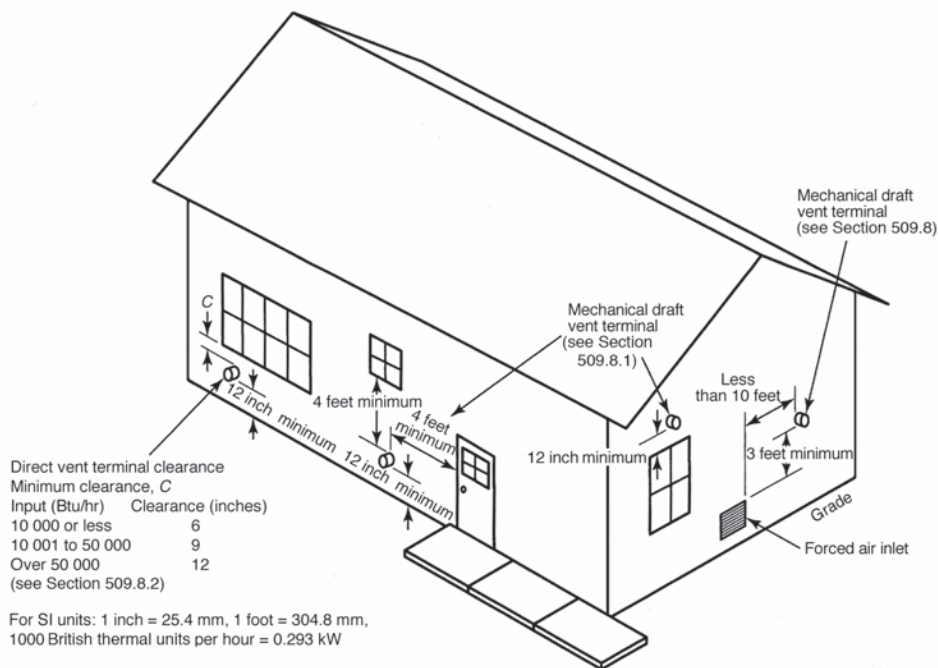 Mechanical draft
vent terminal
(see Section 509.8)
C
Mechanical draft
vent terminal
(see Section
509.8.1)
Less
than 10 feet
4 feet minimum
4 feet
minimum
12 inch minimum
12 inch minimum
12 inch minimum
3 feet minimum
Grade
Forced air inlet
Direct vent terminal clearance
Minimum clearance, C
Input (Btu/hr) Clearance (inches)
10 000 or less 6
10 001 to 50 000 9
Over 50 000 12
(see Section 509.8.2)
For SI units: 1 inch = 25.4 mm, 1 foot = 304.8 mm,
1000 British thermal units per hour = 0.293 kW